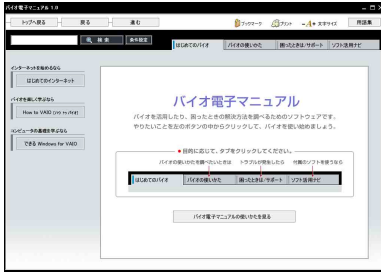 バイオ電子マニュアル 1.0
トップへ戻る 戻る 進む ブックマーク プリント -A+ 文字サイズ 用語集
検索 条件設定 はじめてのバイオ バイオの使いかた 困ったときは/サポート ソフト活用ナビ
インターネットを始めるなら
はじめてのインターネット
バイオを楽しく学ぶなら
How to VAIO
コンピュータの基礎を学ぶなら
できる Windows for VAIO
バイオ電子マニュアル
バイオを活用したり、困ったときの解決方法を調べるためのソフトウェアです。
やりたいことを左のボタンの中からクリックして、バイオを使い始めましょう。
●目的に応じて、タブをクリックしてください。
バイオの使いかたを調べたいときは トラブルが発生したら 付属のソフトを使うなら
はじめてのバイオ バイオの使いかた 困ったときは/サポート ソフト活用ナビ
バイオ電子マニュアルの使いかたを見る